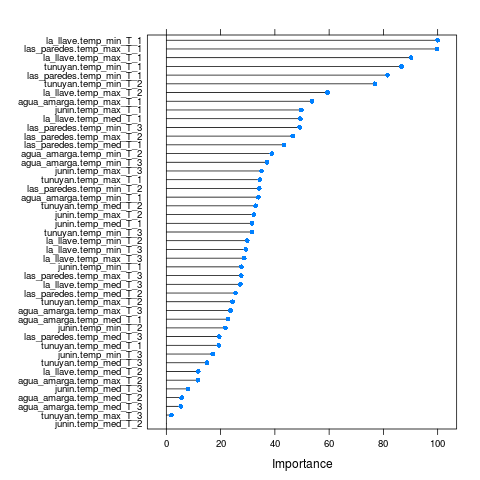 la_llave.temp_min_T_1
las_paredes.temp_max_T_1
la_llave.temp_max_T_1
tunuyan.temp_min_T_1
las_paredes.temp_min_T_1
tunuyan.temp_min_T_2
la_llave.temp_max_T_2
agua_amarga.temp_max_T_1
junin.temp_max_T_1
la_llave.temp_med_T_1
las_paredes.temp_min_T_3
las_paredes.temp_max_T_2
las_paredes.temp_med_T_1
agua_amarga.temp_min_T_2
agua_amarga.temp_min_T_3
junin.temp_max_T_3
tunuyan.temp_max_T_1
las_paredes.temp_min_T_2
agua_amarga.temp_min_T_1
tunuyan.temp_med_T_2
junin.temp_max_T_2
junin.temp_med_T_1
tunuyan.temp_min_T_3
la_llave.temp_min_T_2
la_llave.temp_min_T_3
la_llave.temp_max_T_3
junin.temp_min_T_1
las_paredes.temp_max_T_3
la_llave.temp_med_T_3
las_paredes.temp_med_T_2
tunuyan.temp_max_T_2
agua_amarga.temp_max_T_3
agua_amarga.temp_med_T_1
junin.temp_min_T_2
las_paredes.temp_med_T_3
tunuyan.temp_med_T_1
junin.temp_min_T_3
tunuyan.temp_med_T_3
la_llave.temp_med_T_2
agua_amarga.temp_max_T_2
junin.temp_med_T_3
agua_amarga.temp_med_T_2
agua_amarga.temp_med_T_3
tunuyan.temp_max_T_3
junin.temp_med_T_2
0 20 40 60 80 100
Importance